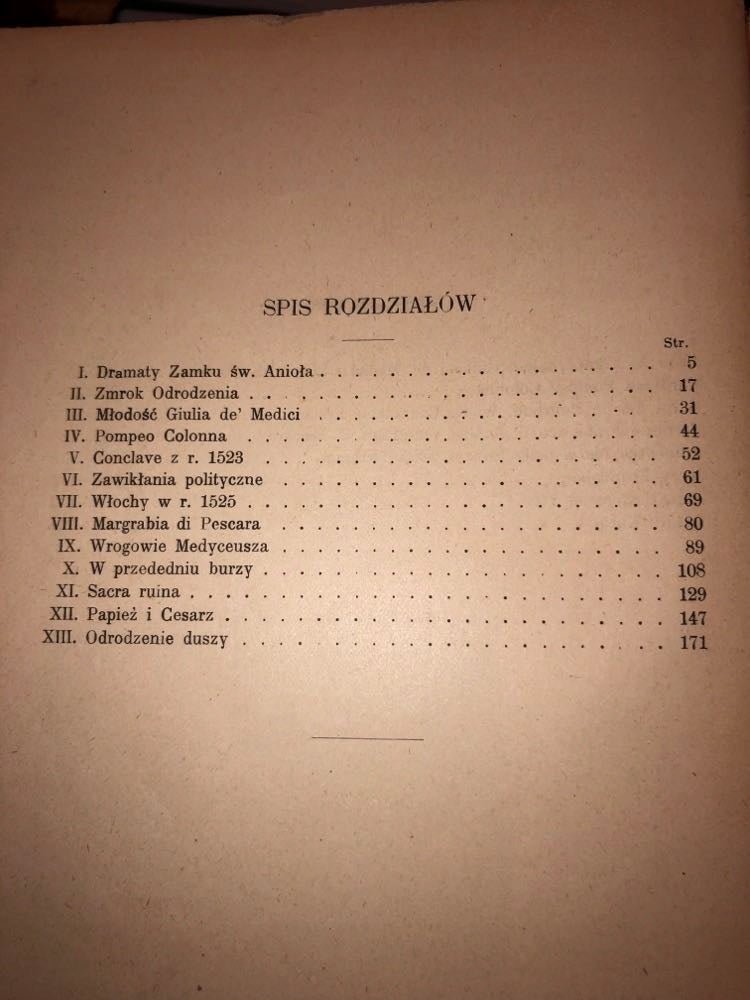 SPIS ROZDZIAŁÓW
Str.
I. Dramaty Zamku św. Anioła . . . . . . . . . . . . . . . . . . . 5
II. Zmrok Odrodzenia . . . . . . . . . . . . . . . . . . . . . . 17
III. Młodość Giulia de' Medici . . . . . . . . . . . . . . . . . . 31
IV. Pompeo Colonna . . . . . . . . . . . . . . . . . . . . . . 44
V. Conclave z r. 1523 . . . . . . . . . . . . . . . . . . . . . 52
VI. Zawikłania polityczne . . . . . . . . . . . . . . . . . . . . 61
VII. Włochy w r. 1525 . . . . . . . . . . . . . . . . . . . . . . 69
VIII. Margrabia di Pescara . . . . . . . . . . . . . . . . . . . . 80
IX. Wrogowie Medyceusza . . . . . . . . . . . . . . . . . . . . 89
X. W przededniu burzy . . . . . . . . . . . . . . . . . . . . . 108
XI. Sacra ruina . . . . . . . . . . . . . . . . . . . . . . . . . 129
XII. Papież i Cesarz . . . . . . . . . . . . . . . . . . . . . . . 147
XIII. Odrodzenie duszy . . . . . . . . . . . . . . . . . . . . . . 171